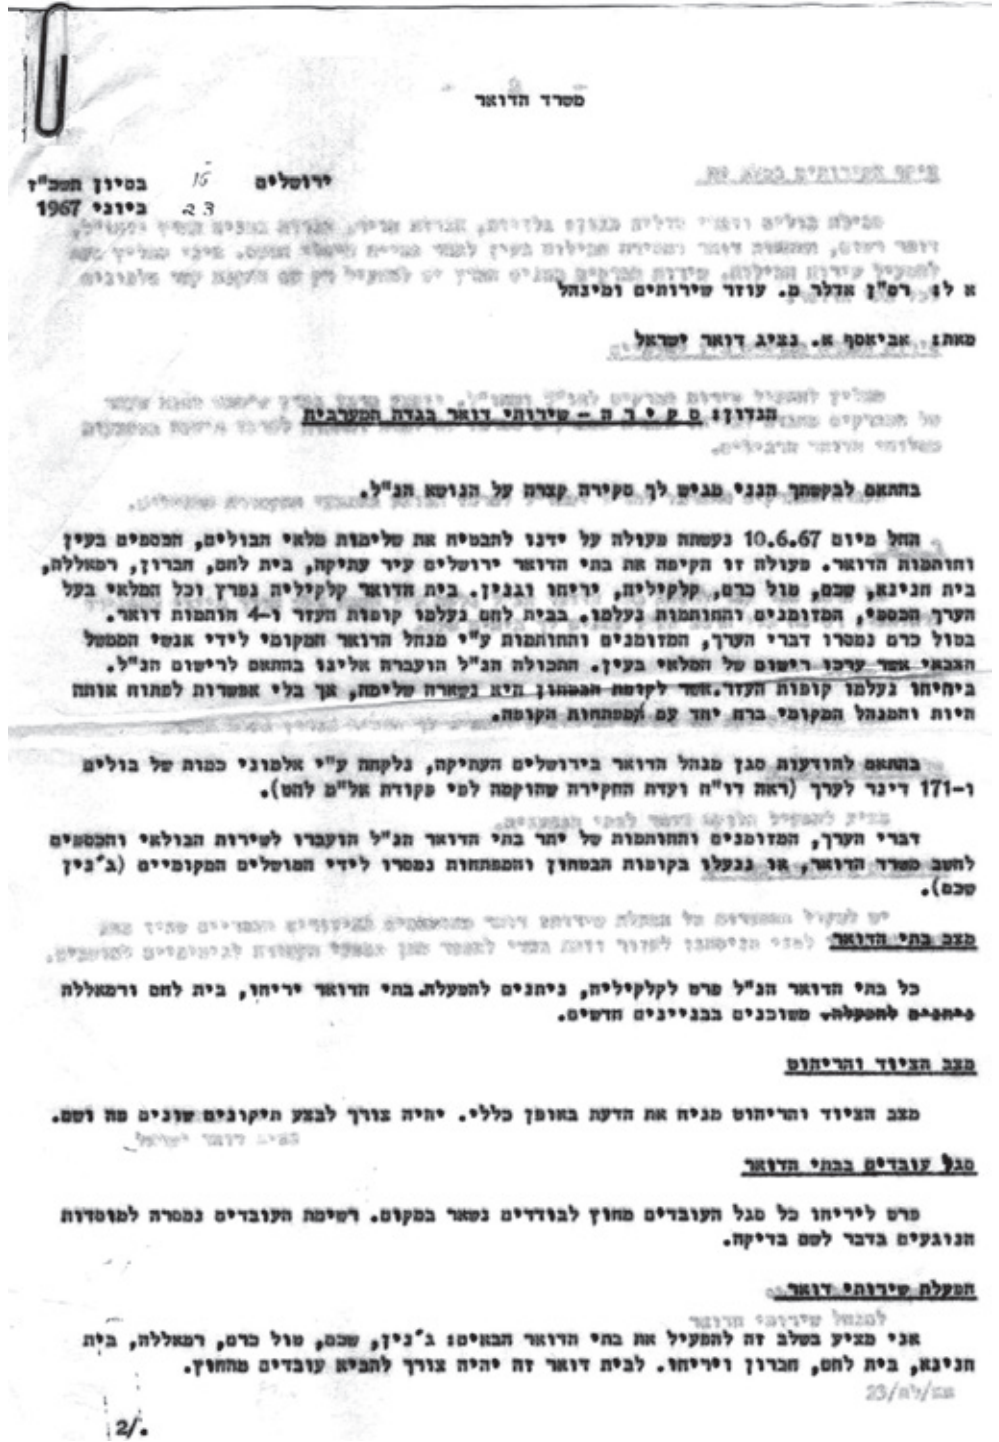 משרד הדואר
ירושלים 15 בסיון תשכ"ז
23 ביוני 1967
א ל: רס"ן אדלר מ. עוזר שירותים ומינהל
מאת: אביאסף א. נציג דואר ישראל
הנדון: ס ק י ר ה - שירותי דואר בגדה המערבית
בהתאם לבקשתך הנני מגיש לך סקירה קצרה על הנושא הנ"ל.
החל מיום 10.6.67 נעשתה פעולה על ידנו להבטיח את שלימות מלאי הבולים, הכספים בעין
וחותמות הדואר. פעולה זו הקיפה את בתי הדואר ירושלים עיר עתיקה, בית לחם, חברון, רמאללה,
בית חנינא, שכם, טול כרם, קלקיליה, יריחו וגנין. בית הדואר קלקיליה נפרץ וכל המלאי בעל
הערך הכספי, המזומנים והחותמות נעלמו. בבית לחם נעלמו קופות העזר ו-4 חותמות דואר.
בטול כרם נמסרו דברי הערך, המזומנים והחותמות ע"י מנהל הדואר המקומי לידי אנשי הממשל
הצבאי אשר ערכו רישום של המלאי בעין. התכולה הנ"ל הועברה אלינו בהתאם לרישום הנ"ל.
ביחיחו נעלמו קופות העזר.אשר לקופת הבטחון היא נשארה שלימה, אך בלי אפשרות לפתוח אותה
היות והמנהל המקומי ברח יחד עם מפתחות הקופה.
בהתאם להודעות סגן מנהל הדואר בירושלים העתיקה, נלקחה ע"י אלמוני כמות של בולים
ו-171 דינר לערך (ראה דו"ח ועדת החקירה שהוקמה לפי פקודת אל"מ להט).
דברי הערך, המזומנים והחותמות של יתר בתי הדואר הנ"ל הועברו לשירות הבולאי והכספים
לחשב משרד הדואר, או ננעלו בקופות הבטחון והמפתחות נמסרו לידי המושלים המקומיים (ג'נין
שכם).
מצב בתי הדואר
כל בתי הדואר הנ"ל פרט לקלקיליה, ניתנים להפעלת.בתי הדואר יריחו, בית לחם ורמאללה
ניתנים להפעלה. משוכנים בבניינים חדשים.
מצב הציוד והריהוט
מצב הציוד והריהוט מניח את הדעת באופן כללי. יהיה צורך לבצע תיקונים שונים פה ושם.
סגל עובדים בבתי הדואר
פרט ליריחו כל סגל העובדים מחוץ לבודדים נשאר במקום. רשימת העובדים נמסרה למוסדות
הנוגעים בדבר לשם בדיקה.
הפעלת שירותי דואר
אני מציע בשלב זה להפעיל את בתי הדואר הבאים: ג'נין, שכם, טול כרם, רמאללה, בית
חנינא, בית לחם, חברון ויריחו. לבית דואר זה יהיה צורך להביא עובדים מהחוץ.
2/.